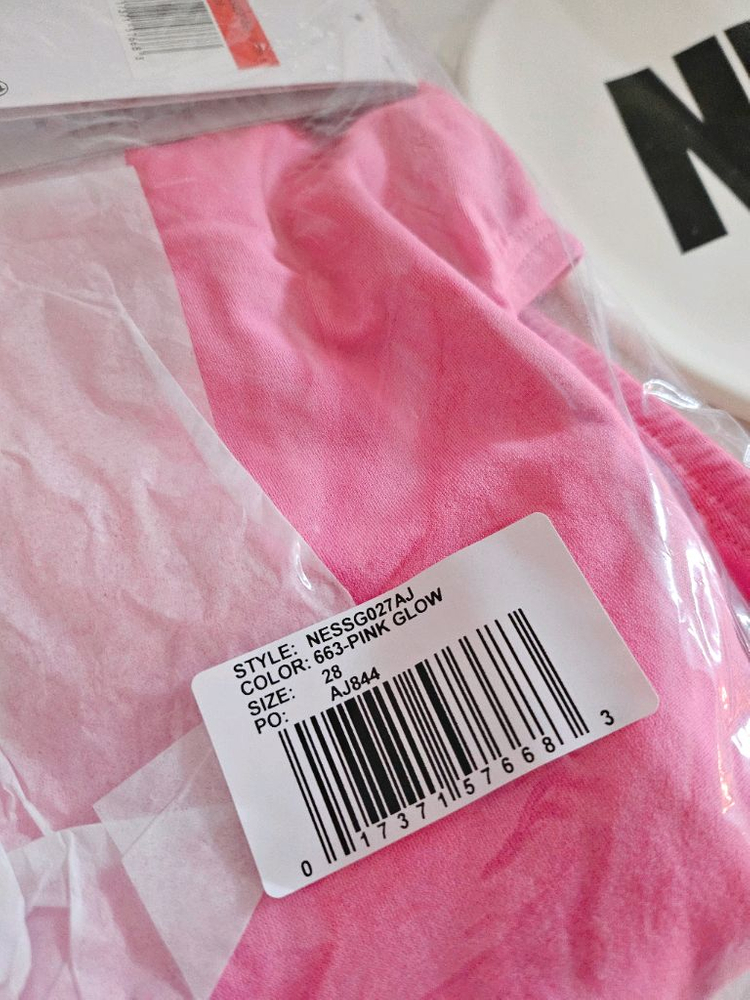 STYLE: NESSG027AJ
COLOR: 663-PINK GLOW
SIZE: 28
PO: AJ844
0 17371 57668 3